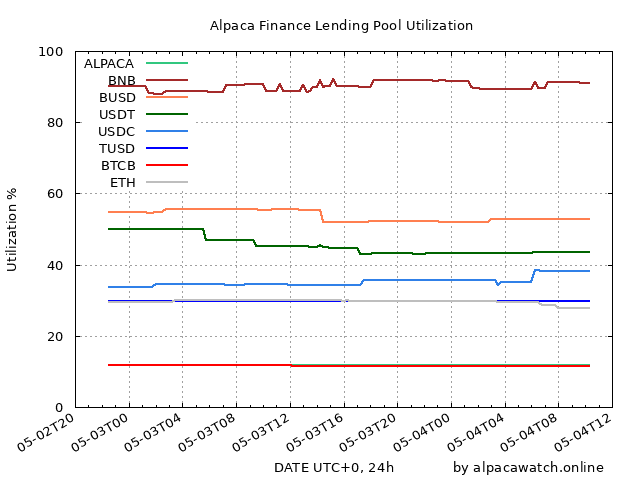 Alpaca Finance Lending Pool Utilization
100
80
60
40
20
0
Utilization %
ALPACA
BNB
BUSD
USDT
USDC
TUSD
BTCB
ETH
05-02T20
05-03T00
05-03T04
05-03T08
05-03T12
05-03T16
05-03T20
05-04T00
05-04T04
05-04T08
05-04T12
DATE UTC+0, 24h
by alpacawatch.online